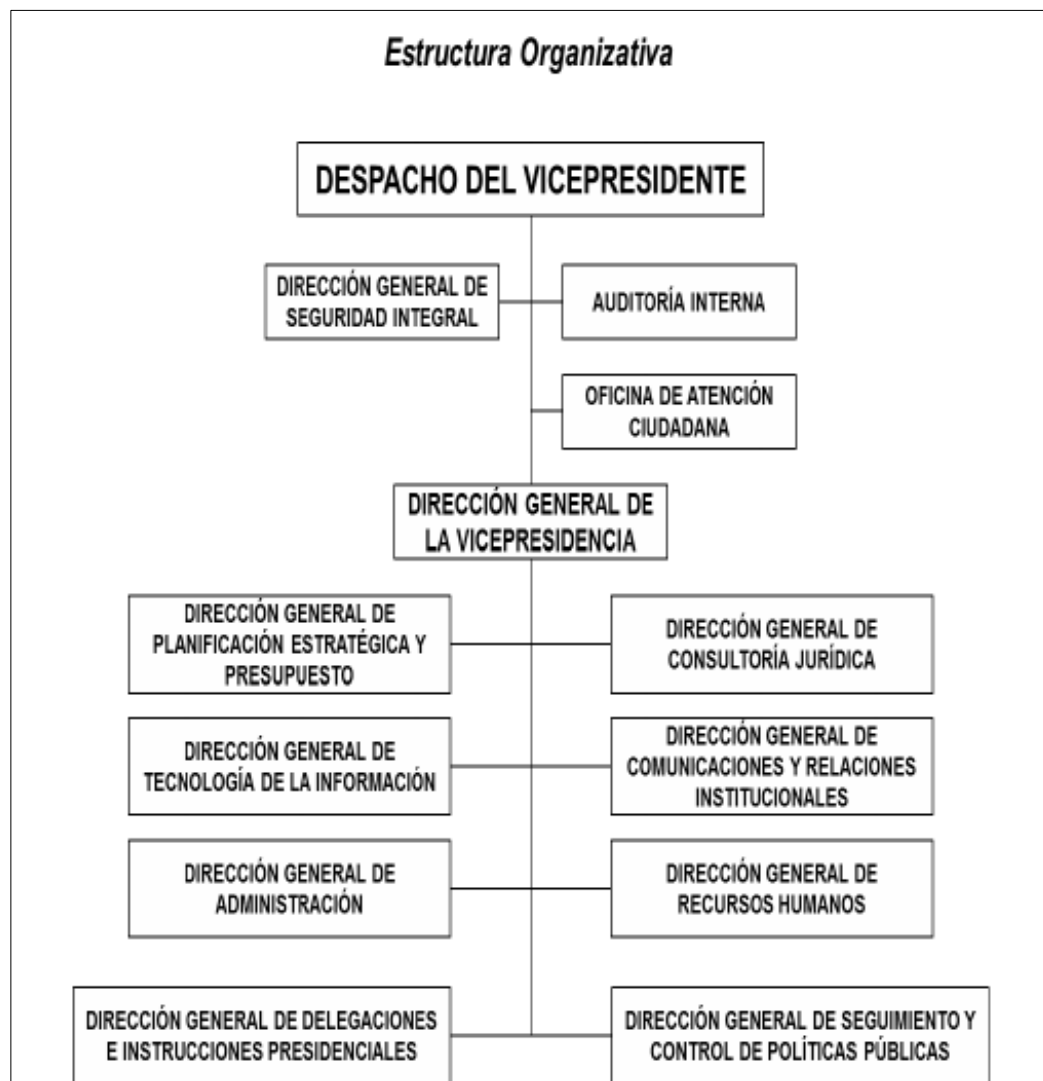 Estructura Organizativa
DESPACHO DEL VICEPRESIDENTE
DIRECCIÓN GENERAL DE
SEGURIDAD INTEGRAL
AUDITORÍA INTERNA
OFICINA DE ATENCIÓN
CIUDADANA
DIRECCIÓN GENERAL DE
LA VICEPRESIDENCIA
DIRECCIÓN GENERAL DE
PLANIFICACIÓN ESTRATÉGICA Y
PRESUPUESTO
DIRECCIÓN GENERAL DE
CONSULTORÍA JURÍDICA
DIRECCIÓN GENERAL DE
TECNOLOGÍA DE LA INFORMACIÓN
DIRECCIÓN GENERAL DE
COMUNICACIONES Y RELACIONES
INSTITUCIONALES
DIRECCIÓN GENERAL DE
ADMINISTRACIÓN
DIRECCIÓN GENERAL DE
RECURSOS HUMANOS
DIRECCIÓN GENERAL DE DELEGACIONES
E INSTRUCCIONES PRESIDENCIALES
DIRECCIÓN GENERAL DE SEGUIMIENTO Y
CONTROL DE POLÍTICAS PÚBLICAS